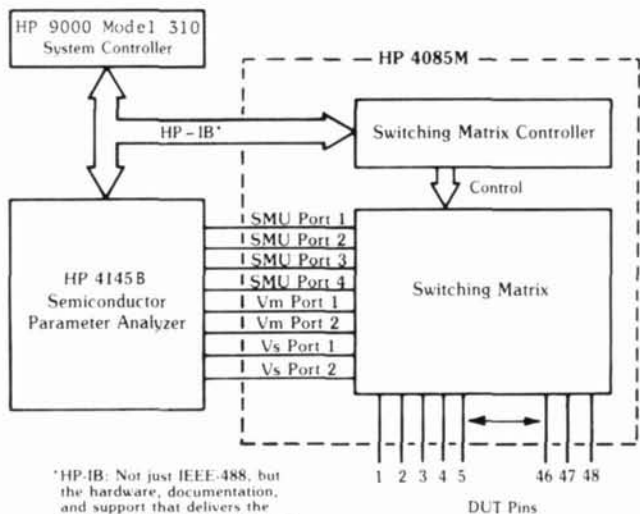 HP 9000 Model 310
System Controller
HP 4085M
HP-IB*
Switching Matrix Controller
Control
HP 4145B
Semiconductor
Parameter Analyzer
SMU Port 1
SMU Port 2
SMU Port 3
SMU Port 4
Vm Port 1
Vm Port 2
Vs Port 1
Vs Port 2
Switching Matrix
1 2 3 4 5 46 47 48
DUT Pins
*HP-IB: Not just IEEE-488, but
the hardware, documentation,
and support that delivers the